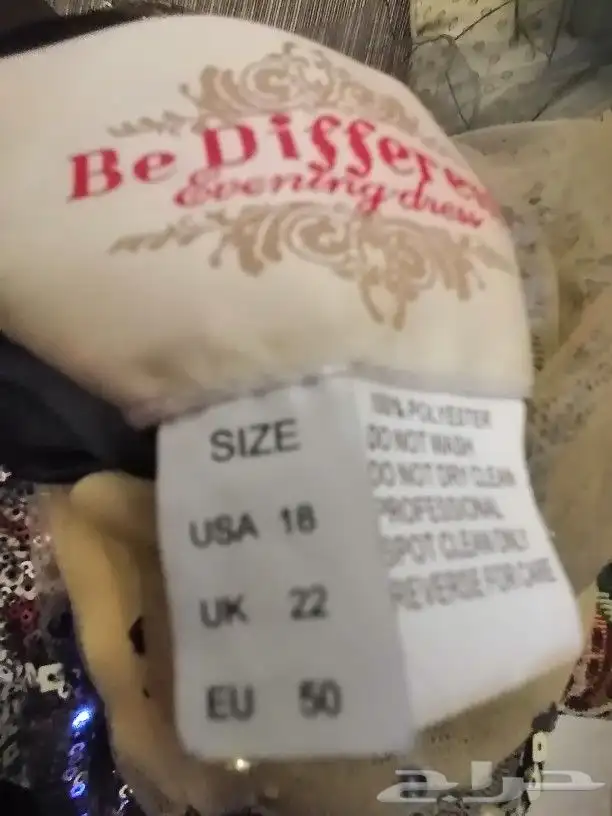 Be Differe
Evening dress
SIZE
USA 18
UK 22
EU 50
100% POLYESTER
DO NOT WASH
DO NOT DRY CLEAN
PROFESSIONAL
SPOT CLEAN ONLY
REVERSE FOR CARE
حراج